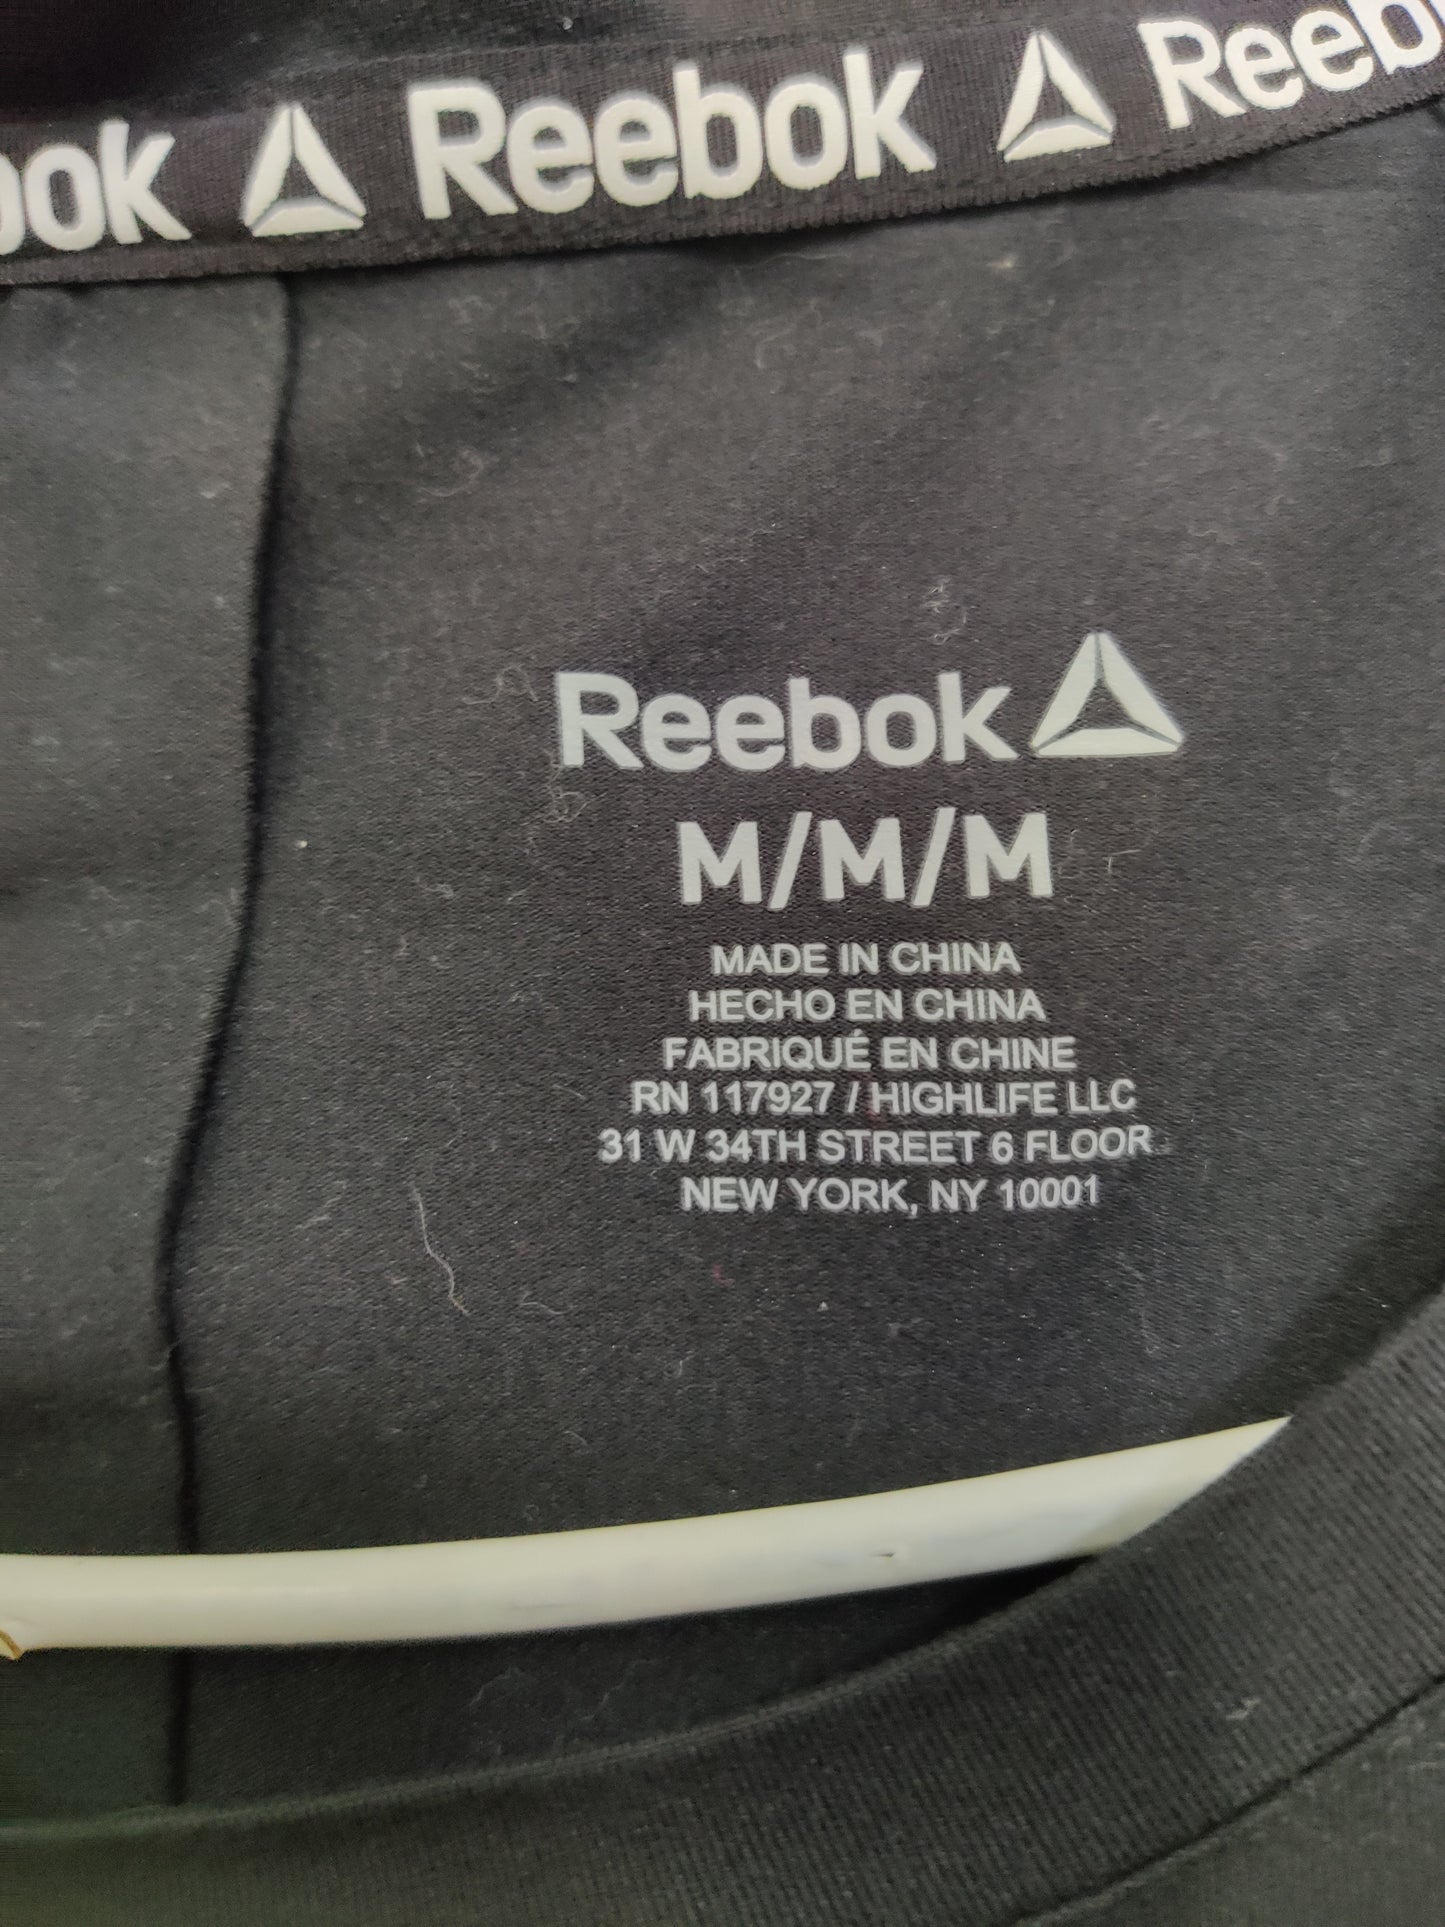 ook Reebok Reeb
Reebok
M/M/M
MADE IN CHINA
HECHO EN CHINA
FABRIQUÉ EN CHINE
RN 117927 / HIGHLIFE LLC
31 W 34TH STREET 6 FLOOR
NEW YORK, NY 10001